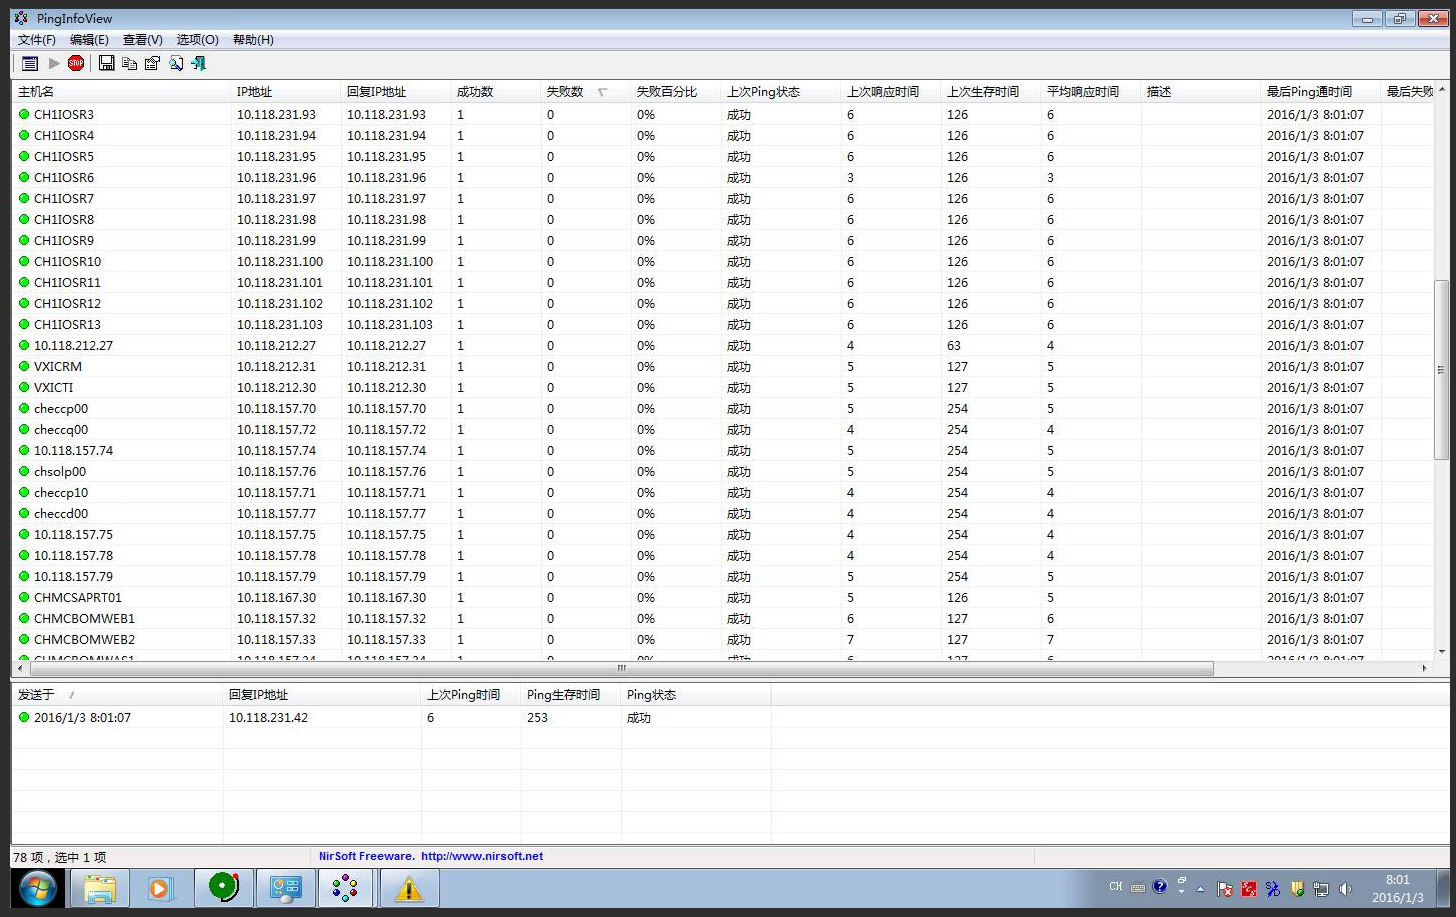 PingInfoView
文件(F) 编辑(E) 查看(V) 选项(O) 帮助(H)
STOP
主机名 IP地址 回复IP地址 成功数 失败数 失败百分比 上次Ping状态 上次响应时间 上次生存时间 平均响应时间 描述 最后Ping通时间 最后失败
CH1IOSR3 10.118.231.93 10.118.231.93 1 0 0% 成功 6 126 6 2016/1/3 8:01:07
CH1IOSR4 10.118.231.94 10.118.231.94 1 0 0% 成功 6 126 6 2016/1/3 8:01:07
CH1IOSR5 10.118.231.95 10.118.231.95 1 0 0% 成功 6 126 6 2016/1/3 8:01:07
CH1IOSR6 10.118.231.96 10.118.231.96 1 0 0% 成功 3 126 3 2016/1/3 8:01:07
CH1IOSR7 10.118.231.97 10.118.231.97 1 0 0% 成功 6 126 6 2016/1/3 8:01:07
CH1IOSR8 10.118.231.98 10.118.231.98 1 0 0% 成功 6 126 6 2016/1/3 8:01:07
CH1IOSR9 10.118.231.99 10.118.231.99 1 0 0% 成功 6 126 6 2016/1/3 8:01:07
CH1IOSR10 10.118.231.100 10.118.231.100 1 0 0% 成功 6 126 6 2016/1/3 8:01:07
CH1IOSR11 10.118.231.101 10.118.231.101 1 0 0% 成功 6 126 6 2016/1/3 8:01:07
CH1IOSR12 10.118.231.102 10.118.231.102 1 0 0% 成功 6 126 6 2016/1/3 8:01:07
CH1IOSR13 10.118.231.103 10.118.231.103 1 0 0% 成功 6 126 6 2016/1/3 8:01:07
10.118.212.27 10.118.212.27 10.118.212.27 1 0 0% 成功 4 63 4 2016/1/3 8:01:07
VXICRM 10.118.212.31 10.118.212.31 1 0 0% 成功 5 127 5 2016/1/3 8:01:07
VXICTI 10.118.212.30 10.118.212.30 1 0 0% 成功 5 127 5 2016/1/3 8:01:07
checcp00 10.118.157.70 10.118.157.70 1 0 0% 成功 5 254 5 2016/1/3 8:01:07
checcq00 10.118.157.72 10.118.157.72 1 0 0% 成功 4 254 4 2016/1/3 8:01:07
10.118.157.74 10.118.157.74 10.118.157.74 1 0 0% 成功 5 254 5 2016/1/3 8:01:07
chsolp00 10.118.157.76 10.118.157.76 1 0 0% 成功 5 254 5 2016/1/3 8:01:07
checcp10 10.118.157.71 10.118.157.71 1 0 0% 成功 4 254 4 2016/1/3 8:01:07
checcd00 10.118.157.77 10.118.157.77 1 0 0% 成功 4 254 4 2016/1/3 8:01:07
10.118.157.75 10.118.157.75 10.118.157.75 1 0 0% 成功 4 254 4 2016/1/3 8:01:07
10.118.157.78 10.118.157.78 10.118.157.78 1 0 0% 成功 4 254 4 2016/1/3 8:01:07
10.118.157.79 10.118.157.79 10.118.157.79 1 0 0% 成功 5 254 5 2016/1/3 8:01:07
CHMCSAPRT01 10.118.167.30 10.118.167.30 1 0 0% 成功 5 126 5 2016/1/3 8:01:07
CHMCBOMWEB1 10.118.157.32 10.118.157.32 1 0 0% 成功 6 127 6 2016/1/3 8:01:07
CHMCBOMWEB2 10.118.157.33 10.118.157.33 1 0 0% 成功 7 127 7 2016/1/3 8:01:07
发送于 回复IP地址 上次Ping时间 Ping生存时间 Ping状态
2016/1/3 8:01:07 10.118.231.42 6 253 成功
78 项，选中 1 项 NirSoft Freeware. http://www.nirsoft.net
CH 8:01
2016/1/3